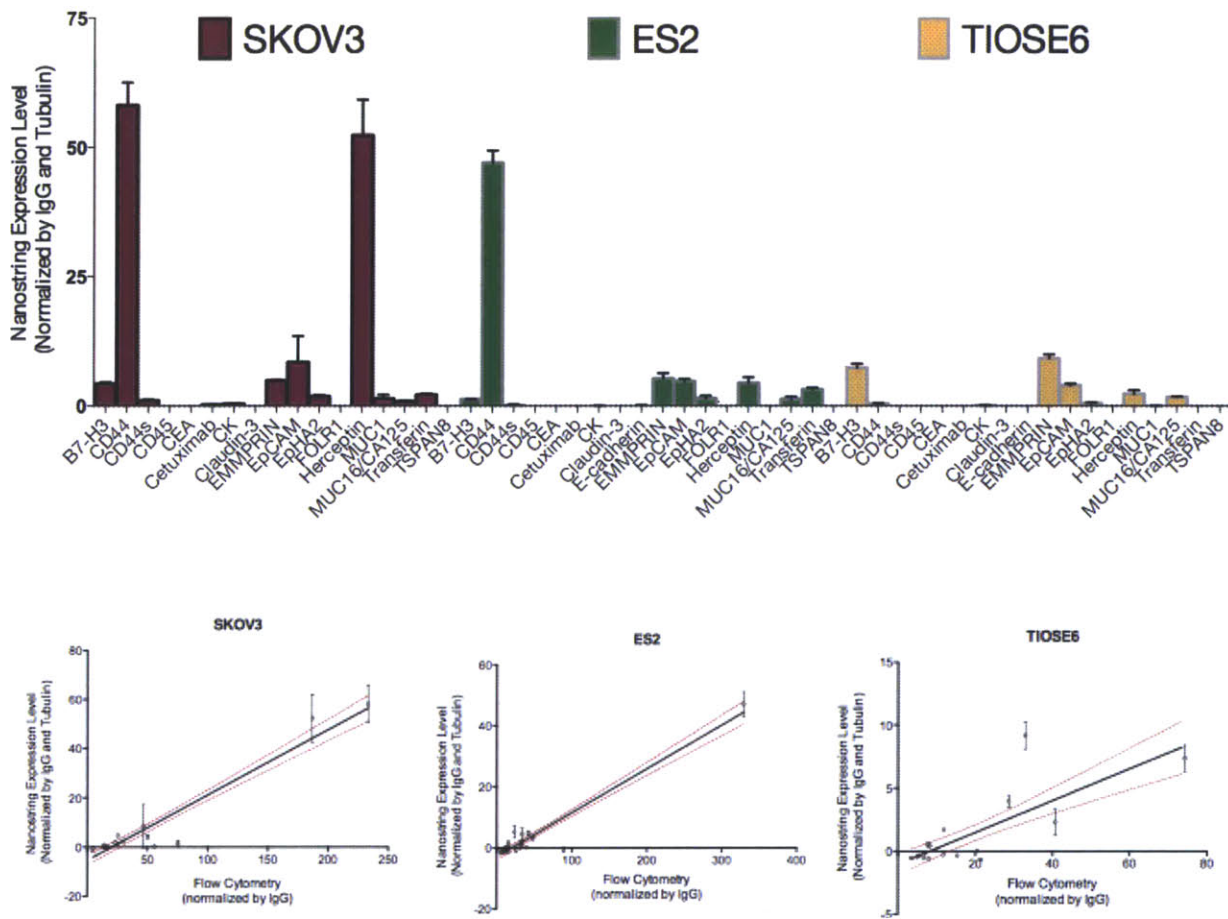 75
50
25
0
Nanostring Expression Level
(Normalized by IgG and Tubulin)
SKOV3
ES2
TIOSE6
B7-H3
CD44
CD44s
CD45
CEA
Cetuximab
CK
Claudin-3
EMMPRIN
EpCAM
EpHA2
FOLR1
Herceptin
MUC1
MUC16/CA125
Transferin
TSPAN8
B7-H3
CD44
CD44s
CD45
CEA
Cetuximab
CK
Claudin-3
E-cadherin
EMMPRIN
EpCAM
EpHA2
FOLR1
Herceptin
MUC1
MUC16/CA125
Transferin
TSPAN8
B7-H3
CD44
CD44s
CD45
CEA
Cetuximab
CK
Claudin-3
E-cadherin
EMMPRIN
EpCAM
EpHA2
FOLR1
Herceptin
MUC1
MUC16/CA125
Transferin
TSPAN8
SKOV3
Nanostring Expression Level
(Normalized by IgG and Tubulin)
80
60
40
20
0
-20
50
100
150
200
250
Flow Cytometry
(normalized by IgG)
ES2
Nanostring Expression Level
(Normalized by IgG and Tubulin)
60
40
20
0
-20
100
200
300
400
Flow Cytometry
(normalized by IgG)
TIOSE6
Nanostring Expression Level
(Normalized by IgG and Tubulin)
15
10
5
0
-5
20
40
60
80
Flow Cytometry
(normalized by IgG)